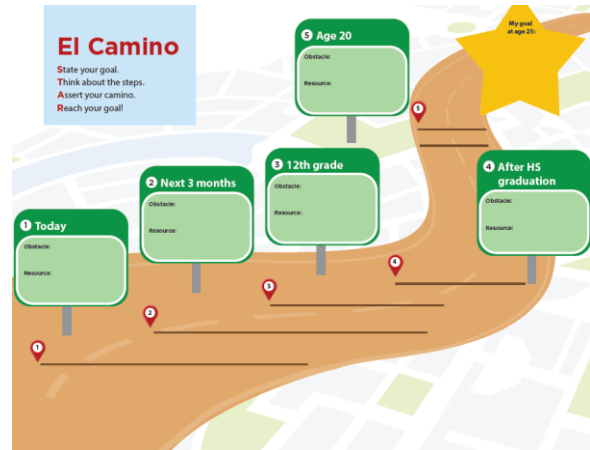 El Camino
State your goal.
Think about the steps.
Assert your camino.
Reach your goal!
5 Age 20
Obstacle:
Resource:
My goal
at age 25:
3 12th grade
Obstacle:
Resource:
4 After HS
graduation
Obstacle:
Resource:
2 Next 3 months
Obstacle:
Resource:
1 Today
Obstacle:
Resource:
5
4
3
2
1